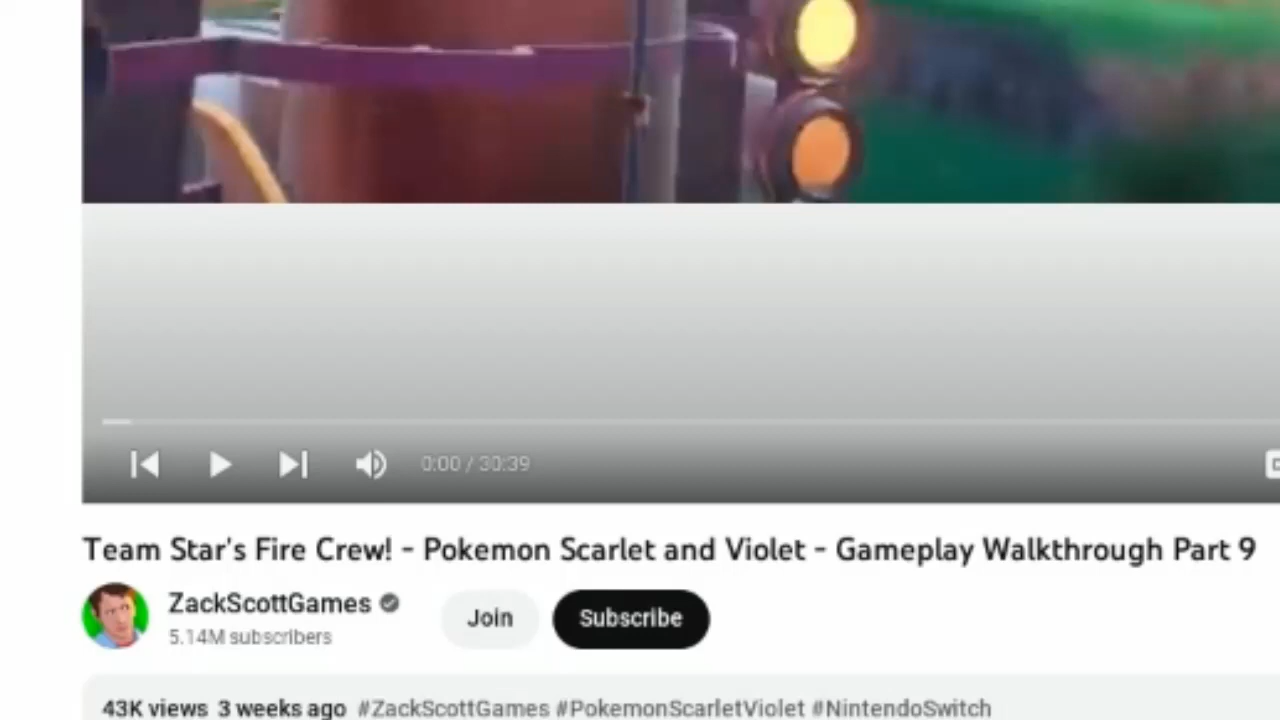 0:00 / 30:39
Team Star's Fire Crew! - Pokemon Scarlet and Violet - Gameplay Walkthrough Part 9
ZackScottGames
5.14M subscribers
Join
Subscribe
43K views 3 weeks ago #ZackScottGames #PokemonScarletViolet #NintendoSwitch